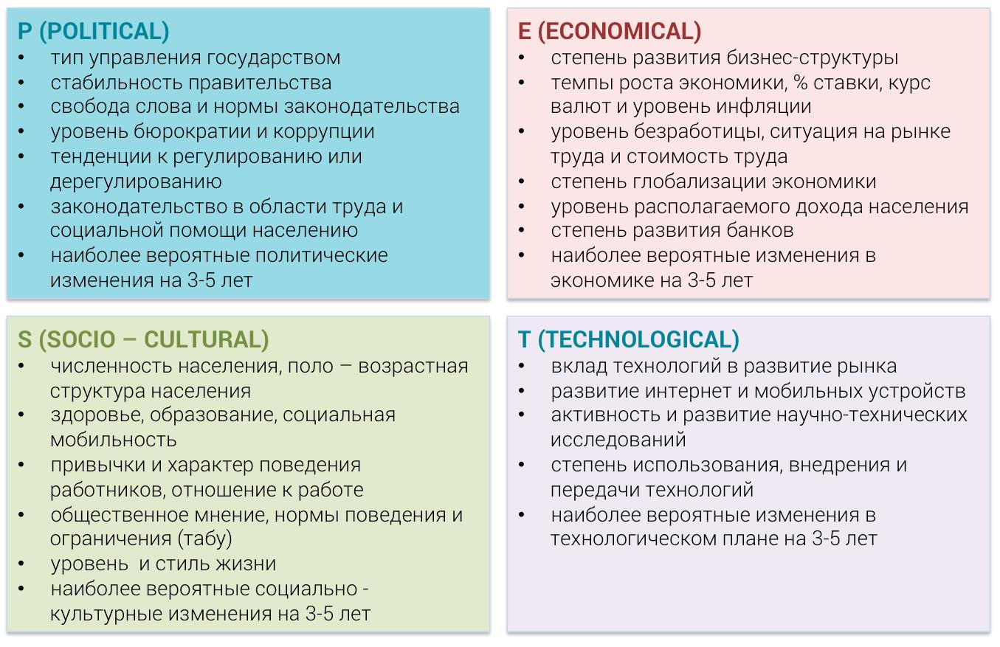 P (POLITICAL)
• тип управления государством
• стабильность правительства
• свобода слова и нормы законодательства
• уровень бюрократии и коррупции
• тенденции к регулированию или
дерегулированию
• законодательство в области труда и
социальной помощи населению
• наиболее вероятные политические
изменения на 3-5 лет
E (ECONOMICAL)
• степень развития бизнес-структуры
• темпы роста экономики, % ставки, курс
валют и уровень инфляции
• уровень безработицы, ситуация на рынке
труда и стоимость труда
• степень глобализации экономики
• уровень располагаемого дохода населения
• степень развития банков
• наиболее вероятные изменения в
экономике на 3-5 лет
S (SOCIO – CULTURAL)
• численность населения, поло – возрастная
структура населения
• здоровье, образование, социальная
мобильность
• привычки и характер поведения
работников, отношение к работе
• общественное мнение, нормы поведения и
ограничения (табу)
• уровень  и стиль жизни
• наиболее вероятные социально -
культурные изменения на 3-5 лет
T (TECHNOLOGICAL)
• вклад технологий в развитие рынка
• развитие интернет и мобильных устройств
• активность и развитие научно-технических
исследований
• степень использования, внедрения и
передачи технологий
• наиболее вероятные изменения в
технологическом плане на 3-5 лет